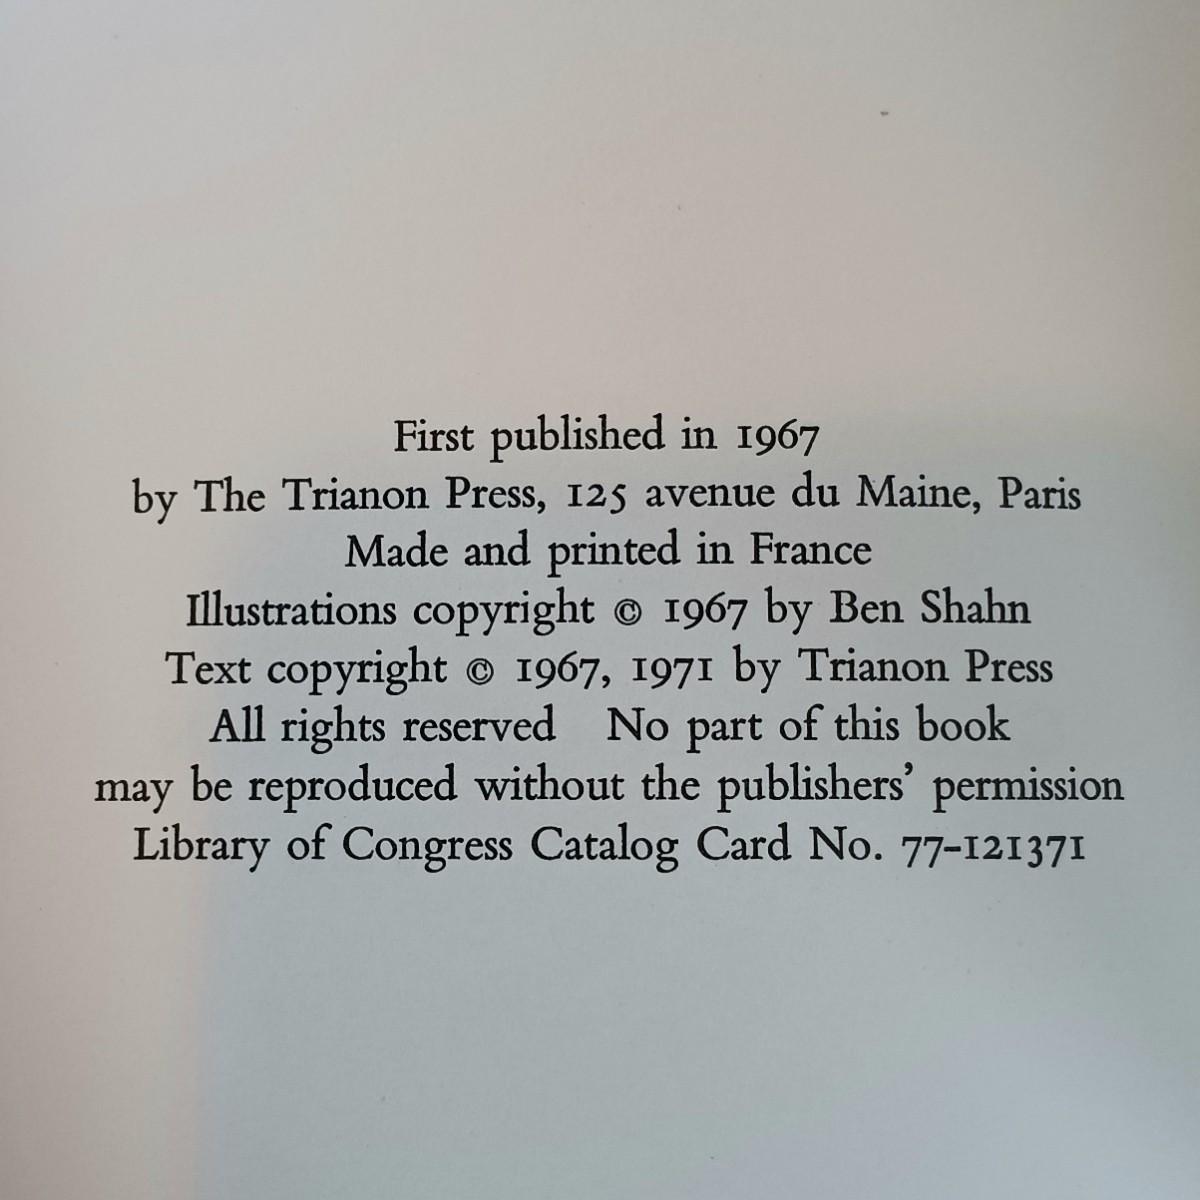 First published in 1967
by The Trianon Press, 125 avenue du Maine, Paris
Made and printed in France
Illustrations copyright © 1967 by Ben Shahn
Text copyright © 1967, 1971 by Trianon Press
All rights reserved No part of this book
may be reproduced without the publishers’ permission
Library of Congress Catalog Card No. 77–121371